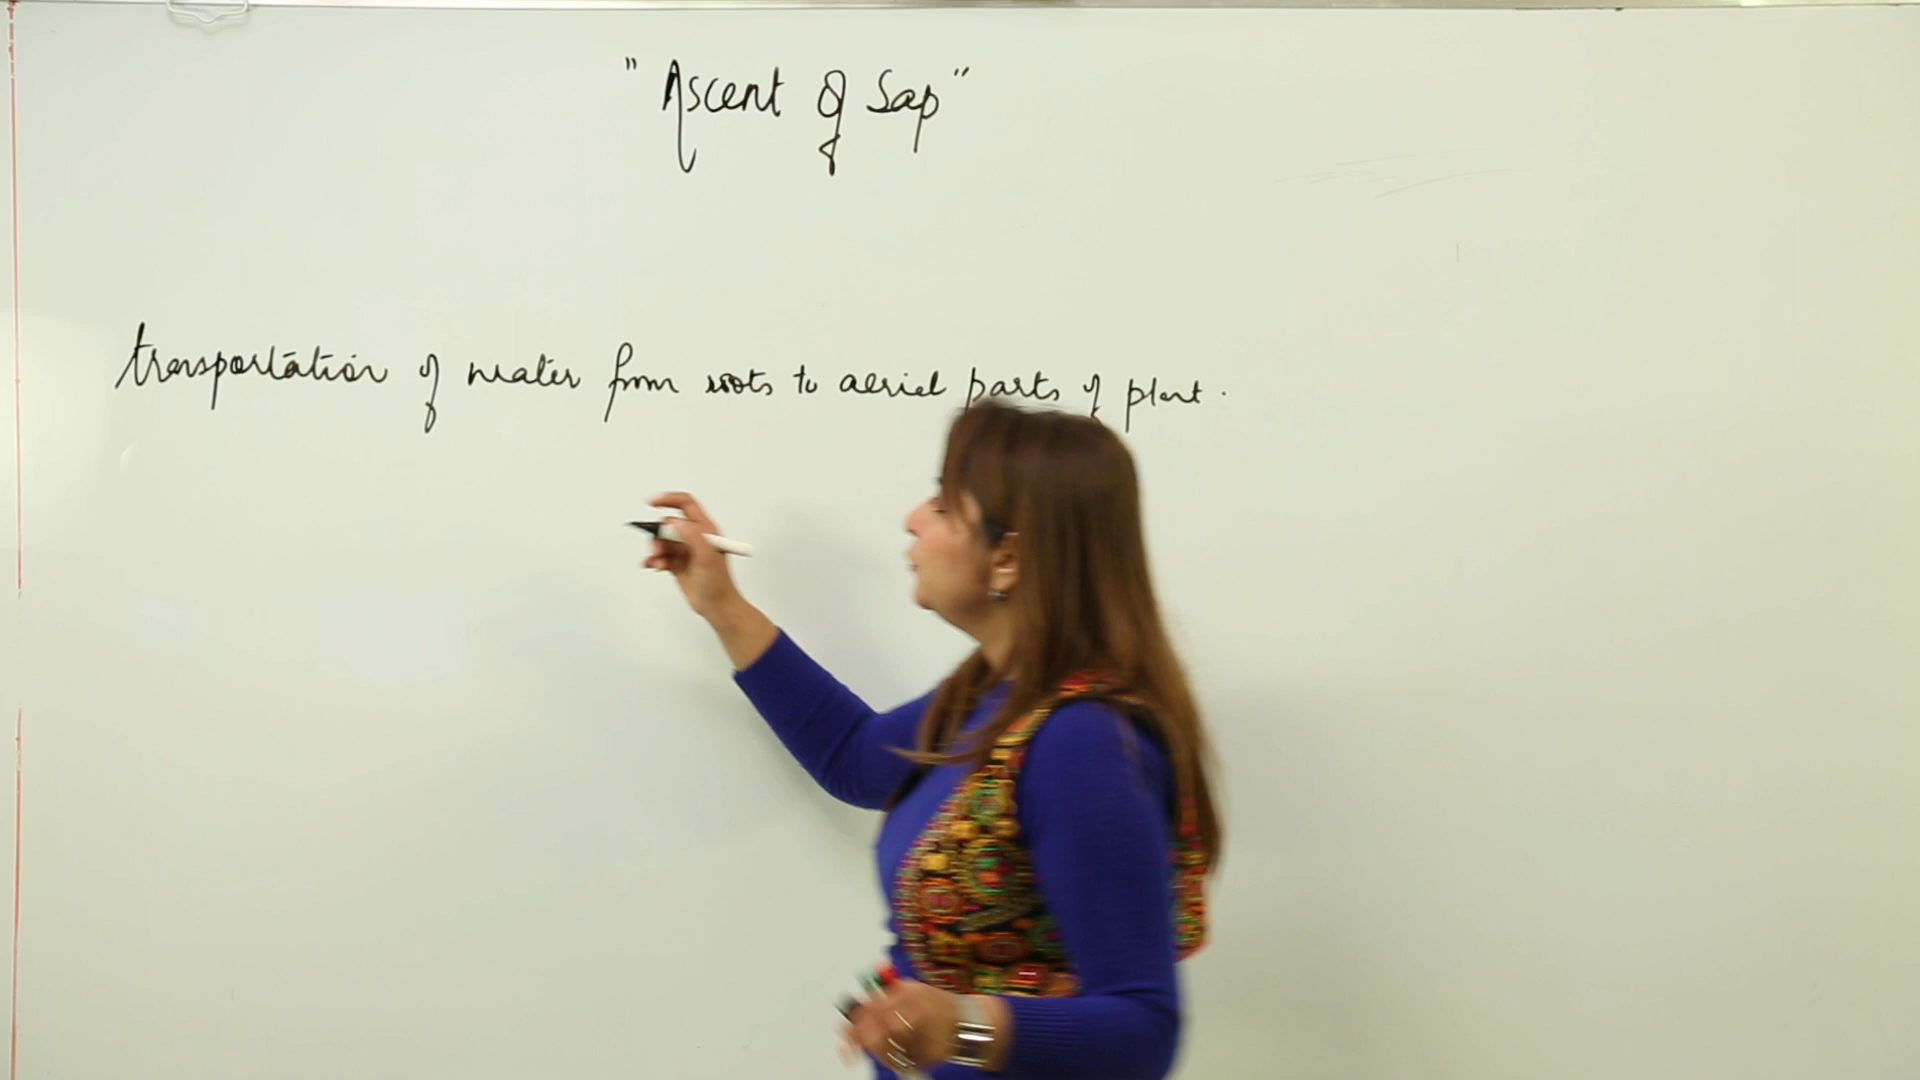 "Ascent of Sap"
transportation of water from roots to aerial parts of plant.